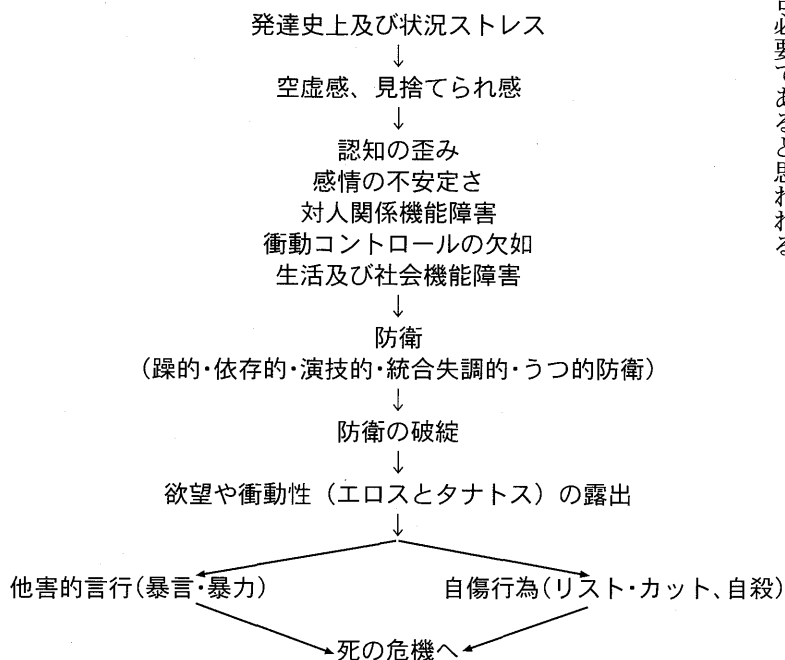 発達史上及び状況ストレス
↓
空虚感、見捨てられ感
↓
認知の歪み
感情の不安定さ
対人関係機能障害
衝動コントロールの欠如
生活及び社会機能障害
↓
防衛
（躁的･依存的･演技的･統合失調的･うつ的防衛）
↓
防衛の破綻
↓
欲望や衝動性（エロスとタナトス）の露出
↓
他害的言行（暴言･暴力）
自傷行為（リスト･カット、自殺）
死の危機へ
必要であると思われる